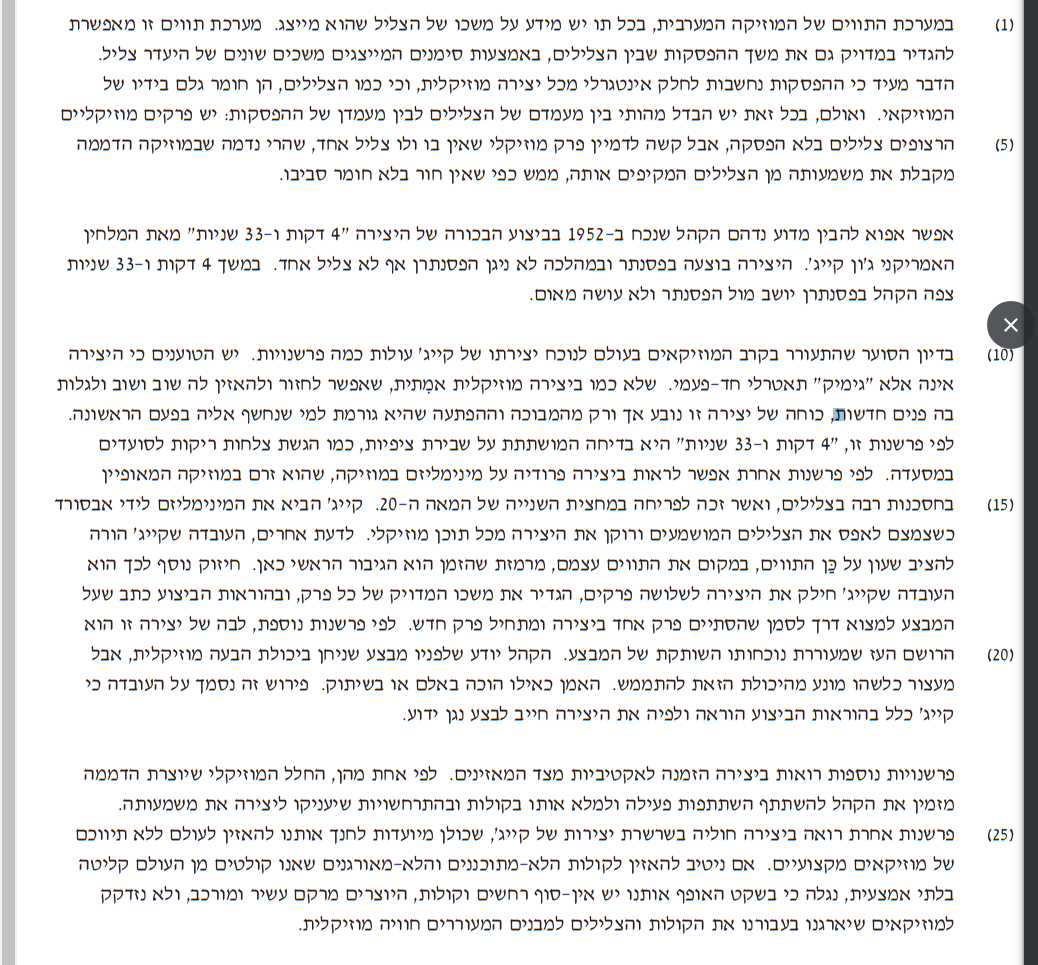 (1) במערכת התווים של המוזיקה המערבית, בכל תו יש מידע על משכו של הצליל שהוא מייצג. מערכת תווים זו מאפשרת
להגדיר במדויק גם את משך ההפסקות שבין הצלילים, באמצעות סימנים המייצגים משכים שונים של היעדר צליל.
הדבר מעיד כי ההפסקות נחשבות לחלק אינטגרלי מכל יצירה מוזיקלית, וכי כמו הצלילים, הן חומר גלם בידיו של
המוזיקאי. ואולם, בכל זאת יש הבדל מהותי בין מעמדם של הצלילים לבין מעמדן של ההפסקות: יש פרקים מוזיקליים
(5) הרצופים צלילים בלא הפסקה, אבל קשה לדמיין פרק מוזיקלי שאין בו ולו צליל אחד, שהרי נדמה שבמוזיקה הדממה
מקבלת את משמעותה מן הצלילים המקיפים אותה, ממש כפי שאין חור בלא חומר סביבו.
אפשר אפוא להבין מדוע נדהם הקהל שנכח ב-1952 בביצוע הבכורה של היצירה "4 דקות ו-33 שניות" מאת המלחין
האמריקני ג'ון קייג'. היצירה בוצעה בפסנתר ובמהלכה לא ניגן הפסנתרן אף לא צליל אחד. במשך 4 דקות ו-33 שניות
צפה הקהל בפסנתרן יושב מול הפסנתר ולא עושה מאום.
(10) בדיון הסוער שהתעורר בקרב המוזיקאים בעולם לנוכח יצירתו של קייג' עולות כמה פרשנויות. יש הטוענים כי היצירה
אינה אלא "גימיק" תאטרלי חד-פעמי. שלא כמו ביצירה מוזיקלית אמִתית, שאפשר לחזור ולהאזין לה שוב ושוב ולגלות
בה פנים חדשות, כוחה של יצירה זו נובע אך ורק מהמבוכה וההפתעה שהיא גורמת למי שנחשף אליה בפעם הראשונה.
לפי פרשנות זו, "4 דקות ו-33 שניות" היא בדיחה המושתתת על שבירת ציפיות, כמו הגשת צלחות ריקות לסועדים
במסעדה. לפי פרשנות אחרת אפשר לראות ביצירה פרודיה על מינימליזם במוזיקה, שהוא זרם במוזיקה המאופיין
(15) בחסכנות רבה בצלילים, ואשר זכה לפריחה במחצית השנייה של המאה ה-20. קייג' הביא את המינימליזם לידי אבסורד
כשצמצם לאפס את הצלילים המושמעים ורוקן את היצירה מכל תוכן מוזיקלי. לדעת אחרים, העובדה שקייג' הורה
להציב שעון על כַּן התווים, במקום את התווים עצמם, מרמזת שהזמן הוא הגיבור הראשי כאן. חיזוק נוסף לכך הוא
העובדה שקייג' חילק את היצירה לשלושה פרקים, הגדיר את משכו המדויק של כל פרק, ובהוראות הביצוע כתב שעל
המבצע למצוא דרך לסמן שהסתיים פרק אחד ביצירה ומתחיל פרק חדש. לפי פרשנות נוספת, לבה של יצירה זו הוא
(20) הרושם העז שמעוררת נוכחותו השותקת של המבצע. הקהל יודע שלפניו מבצע שניחן ביכולת הבעה מוזיקלית, אבל
מעצור כלשהו מונע מהיכולת הזאת להתממש. האמן כאילו הוכה באלם או בשיתוק. פירוש זה נסמך על העובדה כי
קייג' כלל בהוראות הביצוע הוראה ולפיה את היצירה חייב לבצע נגן ידוע.
פרשנויות נוספות רואות ביצירה הזמנה לאקטיביות מצד המאזינים. לפי אחת מהן, החלל המוזיקלי שיוצרת הדממה
מזמין את הקהל להשתתף השתתפות פעילה ולמלא אותו בקולות ובהתרחשויות שיעניקו ליצירה את משמעותה.
(25) פרשנות אחרת רואה ביצירה חוליה בשרשרת יצירות של קייג', שכולן מיועדות לחנך אותנו להאזין לעולם ללא תיווכם
של מוזיקאים מקצועיים. אם ניטיב להאזין לקולות הלא-מתוכננים והלא-מאורגנים שאנו קולטים מן העולם קליטה
בלתי אמצעית, נגלה כי בשקט האופף אותנו יש אין-סוף רחשים וקולות, היוצרים מרקם עשיר ומורכב, ולא נזדקק
למוזיקאים שיארגנו בעבורנו את הקולות והצלילים למבנים המעוררים חוויה מוזיקלית.